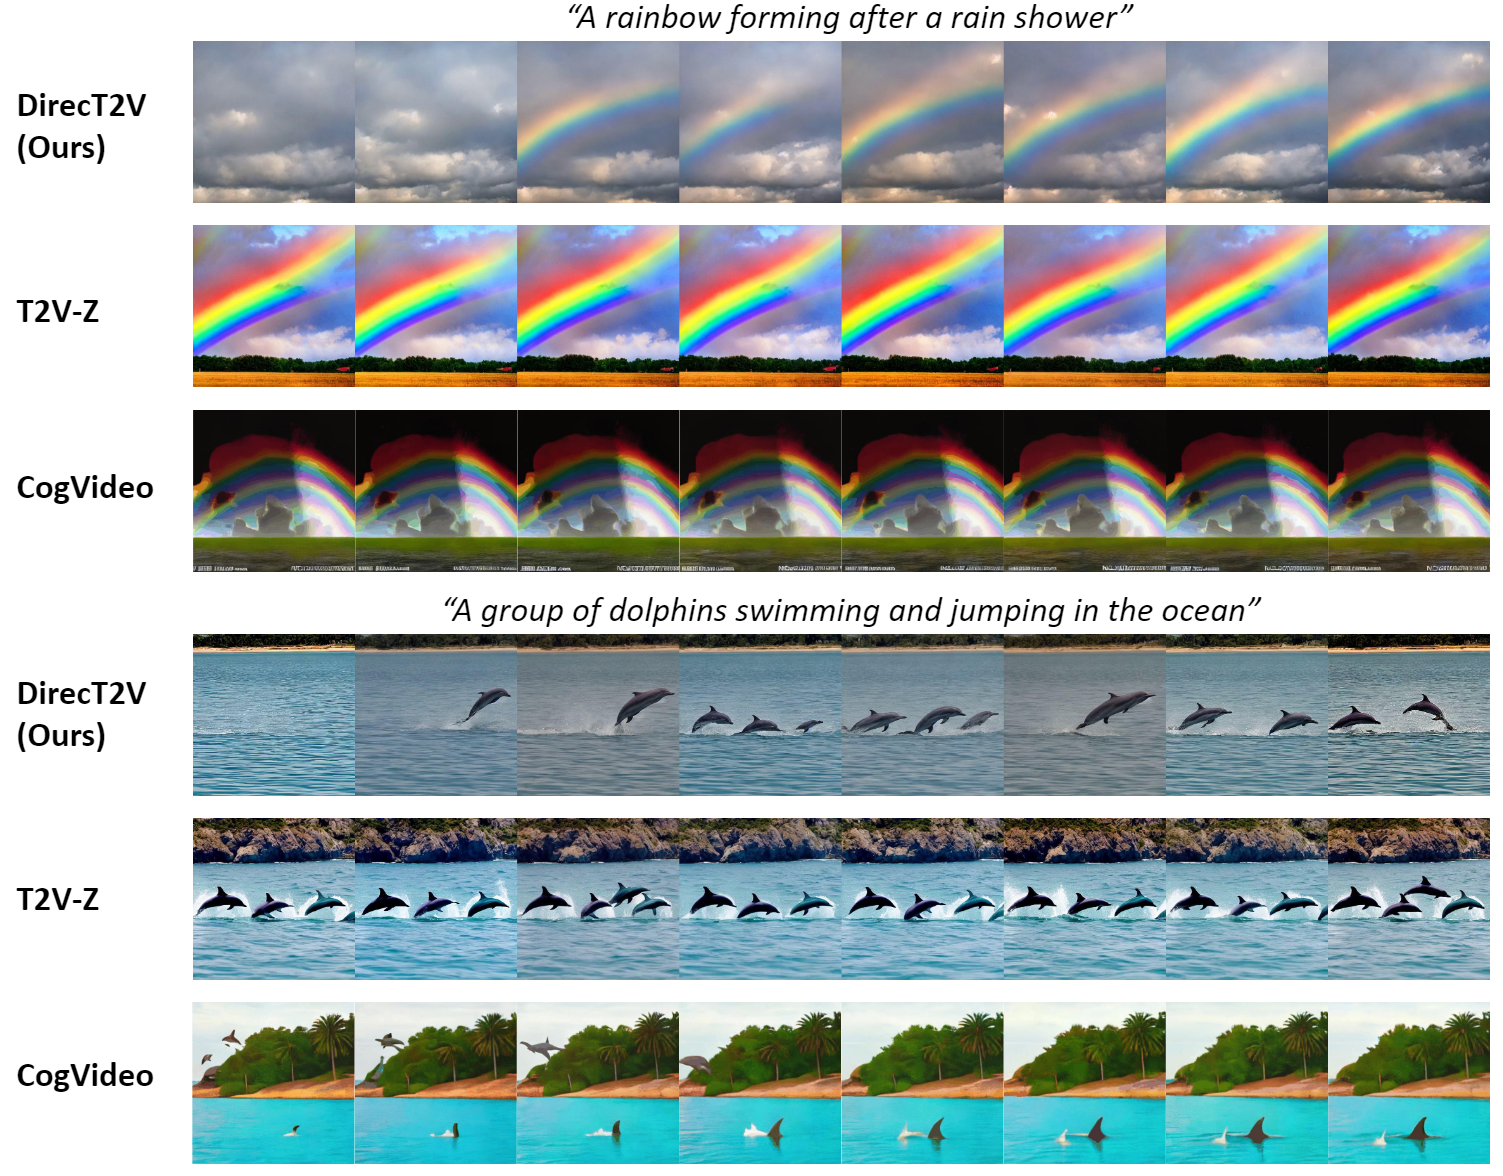 “A rainbow forming after a rain shower”
DirecT2V
(Ours)
T2V-Z
CogVideo
“A group of dolphins swimming and jumping in the ocean”
DirecT2V
(Ours)
T2V-Z
CogVideo